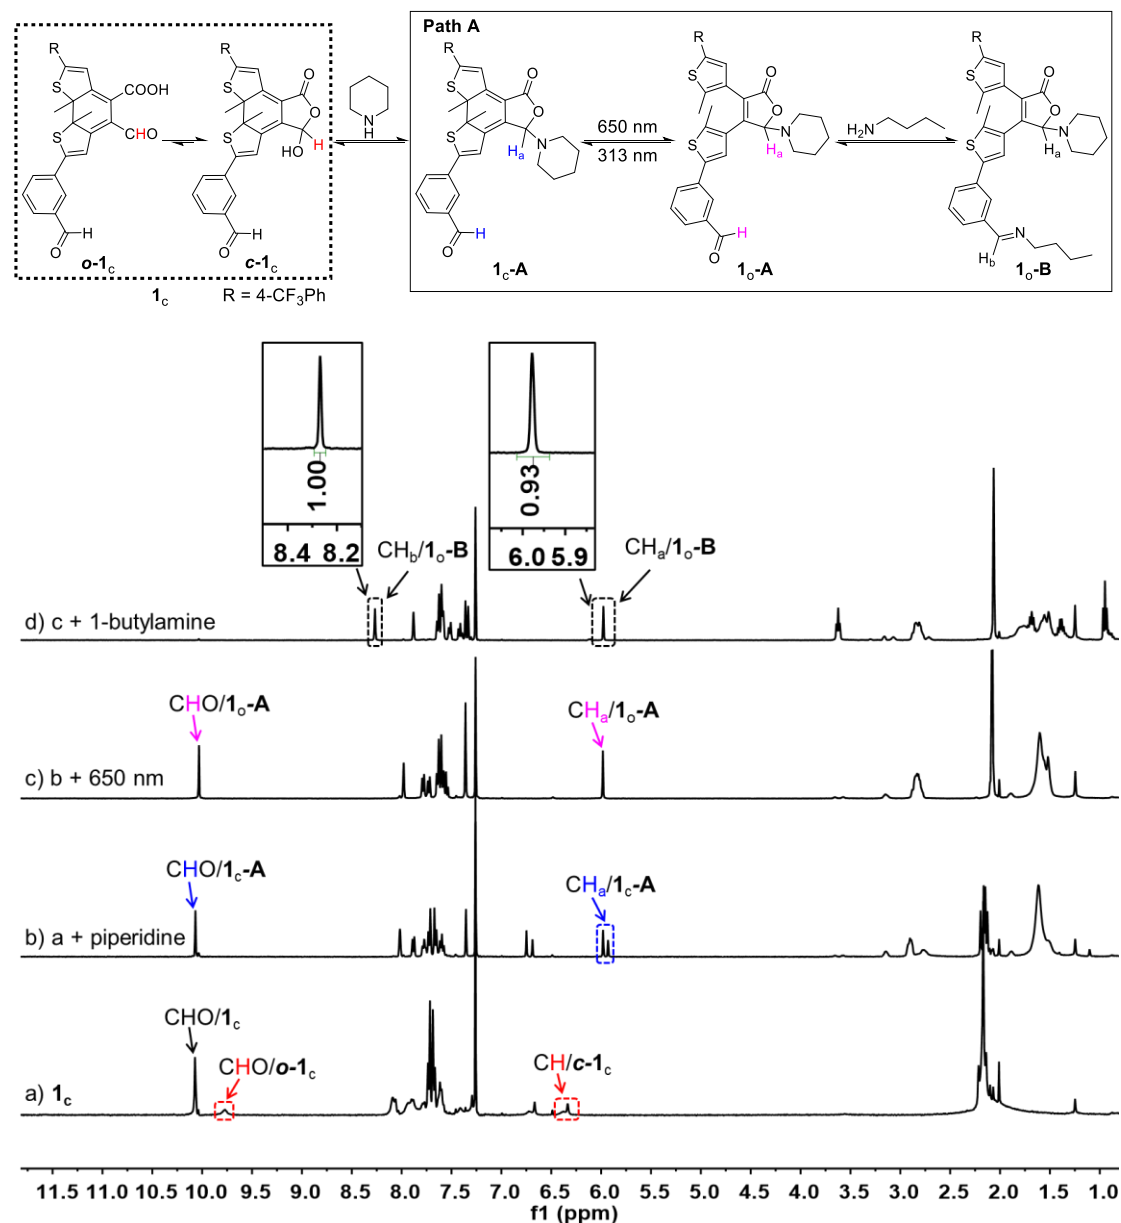 Path A
R
S
S
COOH
CHO
H
O
o-1c
R
S
S
O
O
HO
H
H
O
c-1c
1c
R = 4-CF3Ph
N
H
R
S
S
O
O
N
Ha
H
O
1c-A
650 nm
313 nm
R
S
S
O
O
N
Ha
H
O
1o-A
H2N
R
S
S
O
O
N
Ha
N
Hb
1o-B
1.00
8.4 8.2
0.93
6.0 5.9
CHb/1o-B
CHa/1o-B
d) c + 1-butylamine
CHO/1o-A
CHa/1o-A
c) b + 650 nm
CHO/1c-A
CHa/1c-A
b) a + piperidine
CHO/1c
CHO/o-1c
CH/c-1c
a) 1c
11.5 11.0 10.5 10.0 9.5 9.0 8.5 8.0 7.5 7.0 6.5 6.0 5.5 5.0 4.5 4.0 3.5 3.0 2.5 2.0 1.5 1.0
f1 (ppm)